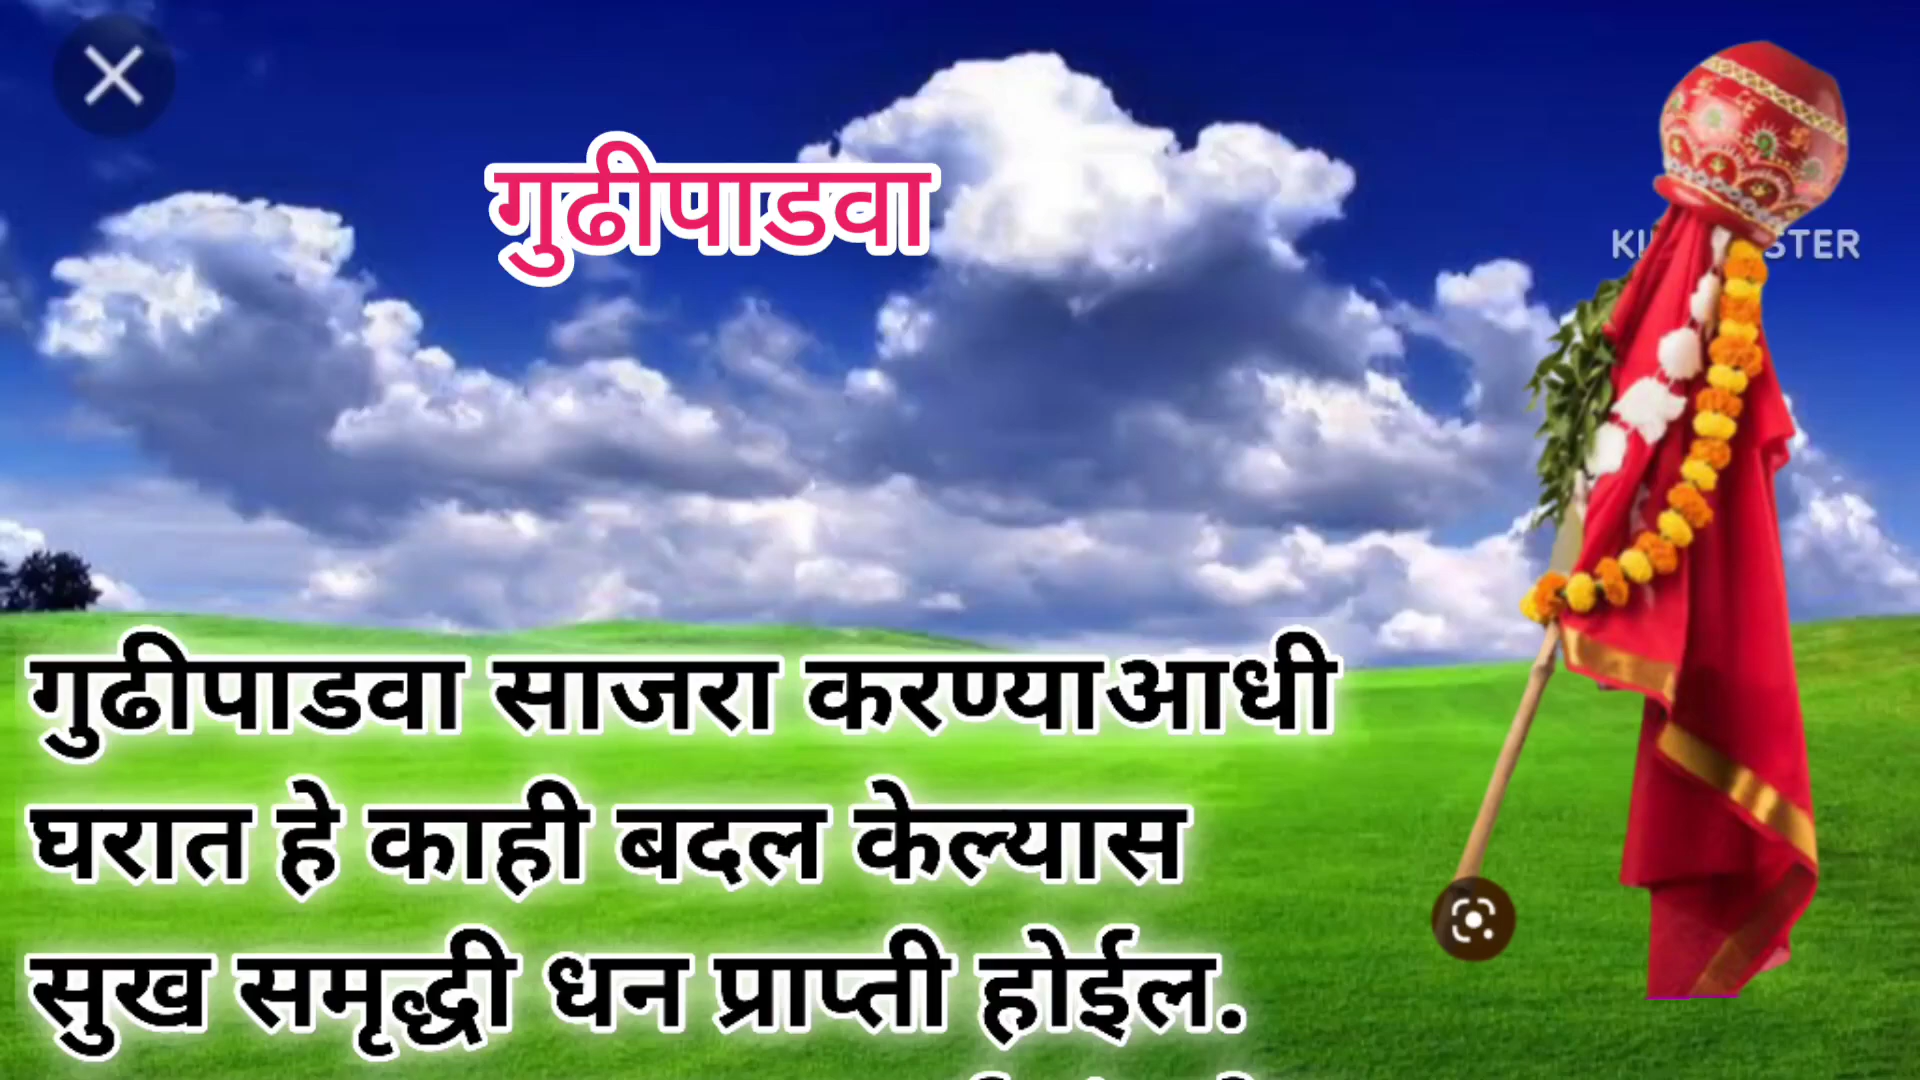 गुढीपाडवा
गुढीपाडवा साजरा करण्याआधी
घरात हे काही बदल केल्यास
सुख समृद्धी धन प्राप्ती होईल.